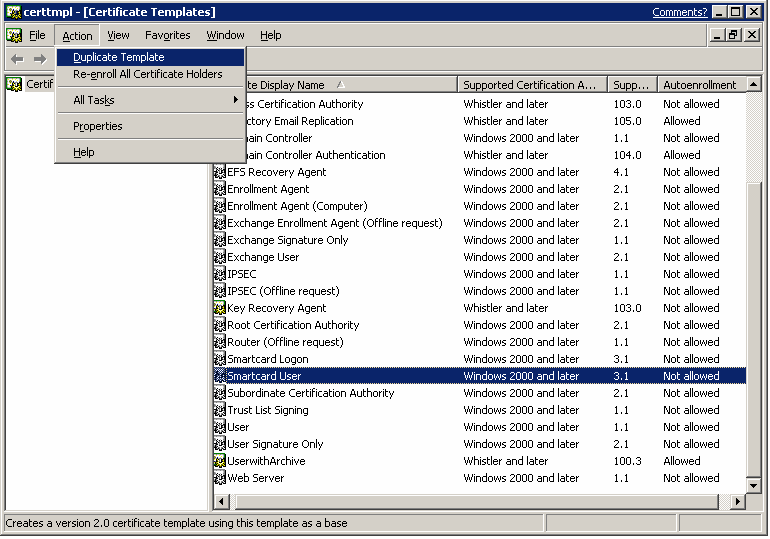 certtmpl - [Certificate Templates]
Comments?
File Action View Favorites Window Help
Duplicate Template
Re-enroll All Certificate Holders
All Tasks
Properties
Help
Certif
te Display Name Supported Certification A... Supp... Autoenrollment
ss Certification Authority Whistler and later 103.0 Not allowed
ctory Email Replication Whistler and later 105.0 Allowed
main Controller Windows 2000 and later 1.1 Not allowed
main Controller Authentication Whistler and later 104.0 Allowed
EFS Recovery Agent Windows 2000 and later 4.1 Not allowed
Enrollment Agent Windows 2000 and later 2.1 Not allowed
Enrollment Agent (Computer) Windows 2000 and later 2.1 Not allowed
Exchange Enrollment Agent (Offline request) Windows 2000 and later 2.1 Not allowed
Exchange Signature Only Windows 2000 and later 1.1 Not allowed
Exchange User Windows 2000 and later 2.1 Not allowed
IPSEC Windows 2000 and later 1.1 Not allowed
IPSEC (Offline request) Windows 2000 and later 1.1 Not allowed
Key Recovery Agent Whistler and later 103.0 Not allowed
Root Certification Authority Windows 2000 and later 2.1 Not allowed
Router (Offline request) Windows 2000 and later 1.1 Not allowed
Smartcard Logon Windows 2000 and later 3.1 Not allowed
Smartcard User Windows 2000 and later 3.1 Not allowed
Subordinate Certification Authority Windows 2000 and later 2.1 Not allowed
Trust List Signing Windows 2000 and later 1.1 Not allowed
User Windows 2000 and later 1.1 Not allowed
User Signature Only Windows 2000 and later 2.1 Not allowed
UserwithArchive Whistler and later 100.3 Allowed
Web Server Windows 2000 and later 1.1 Not allowed
Creates a version 2.0 certificate template using this template as a base